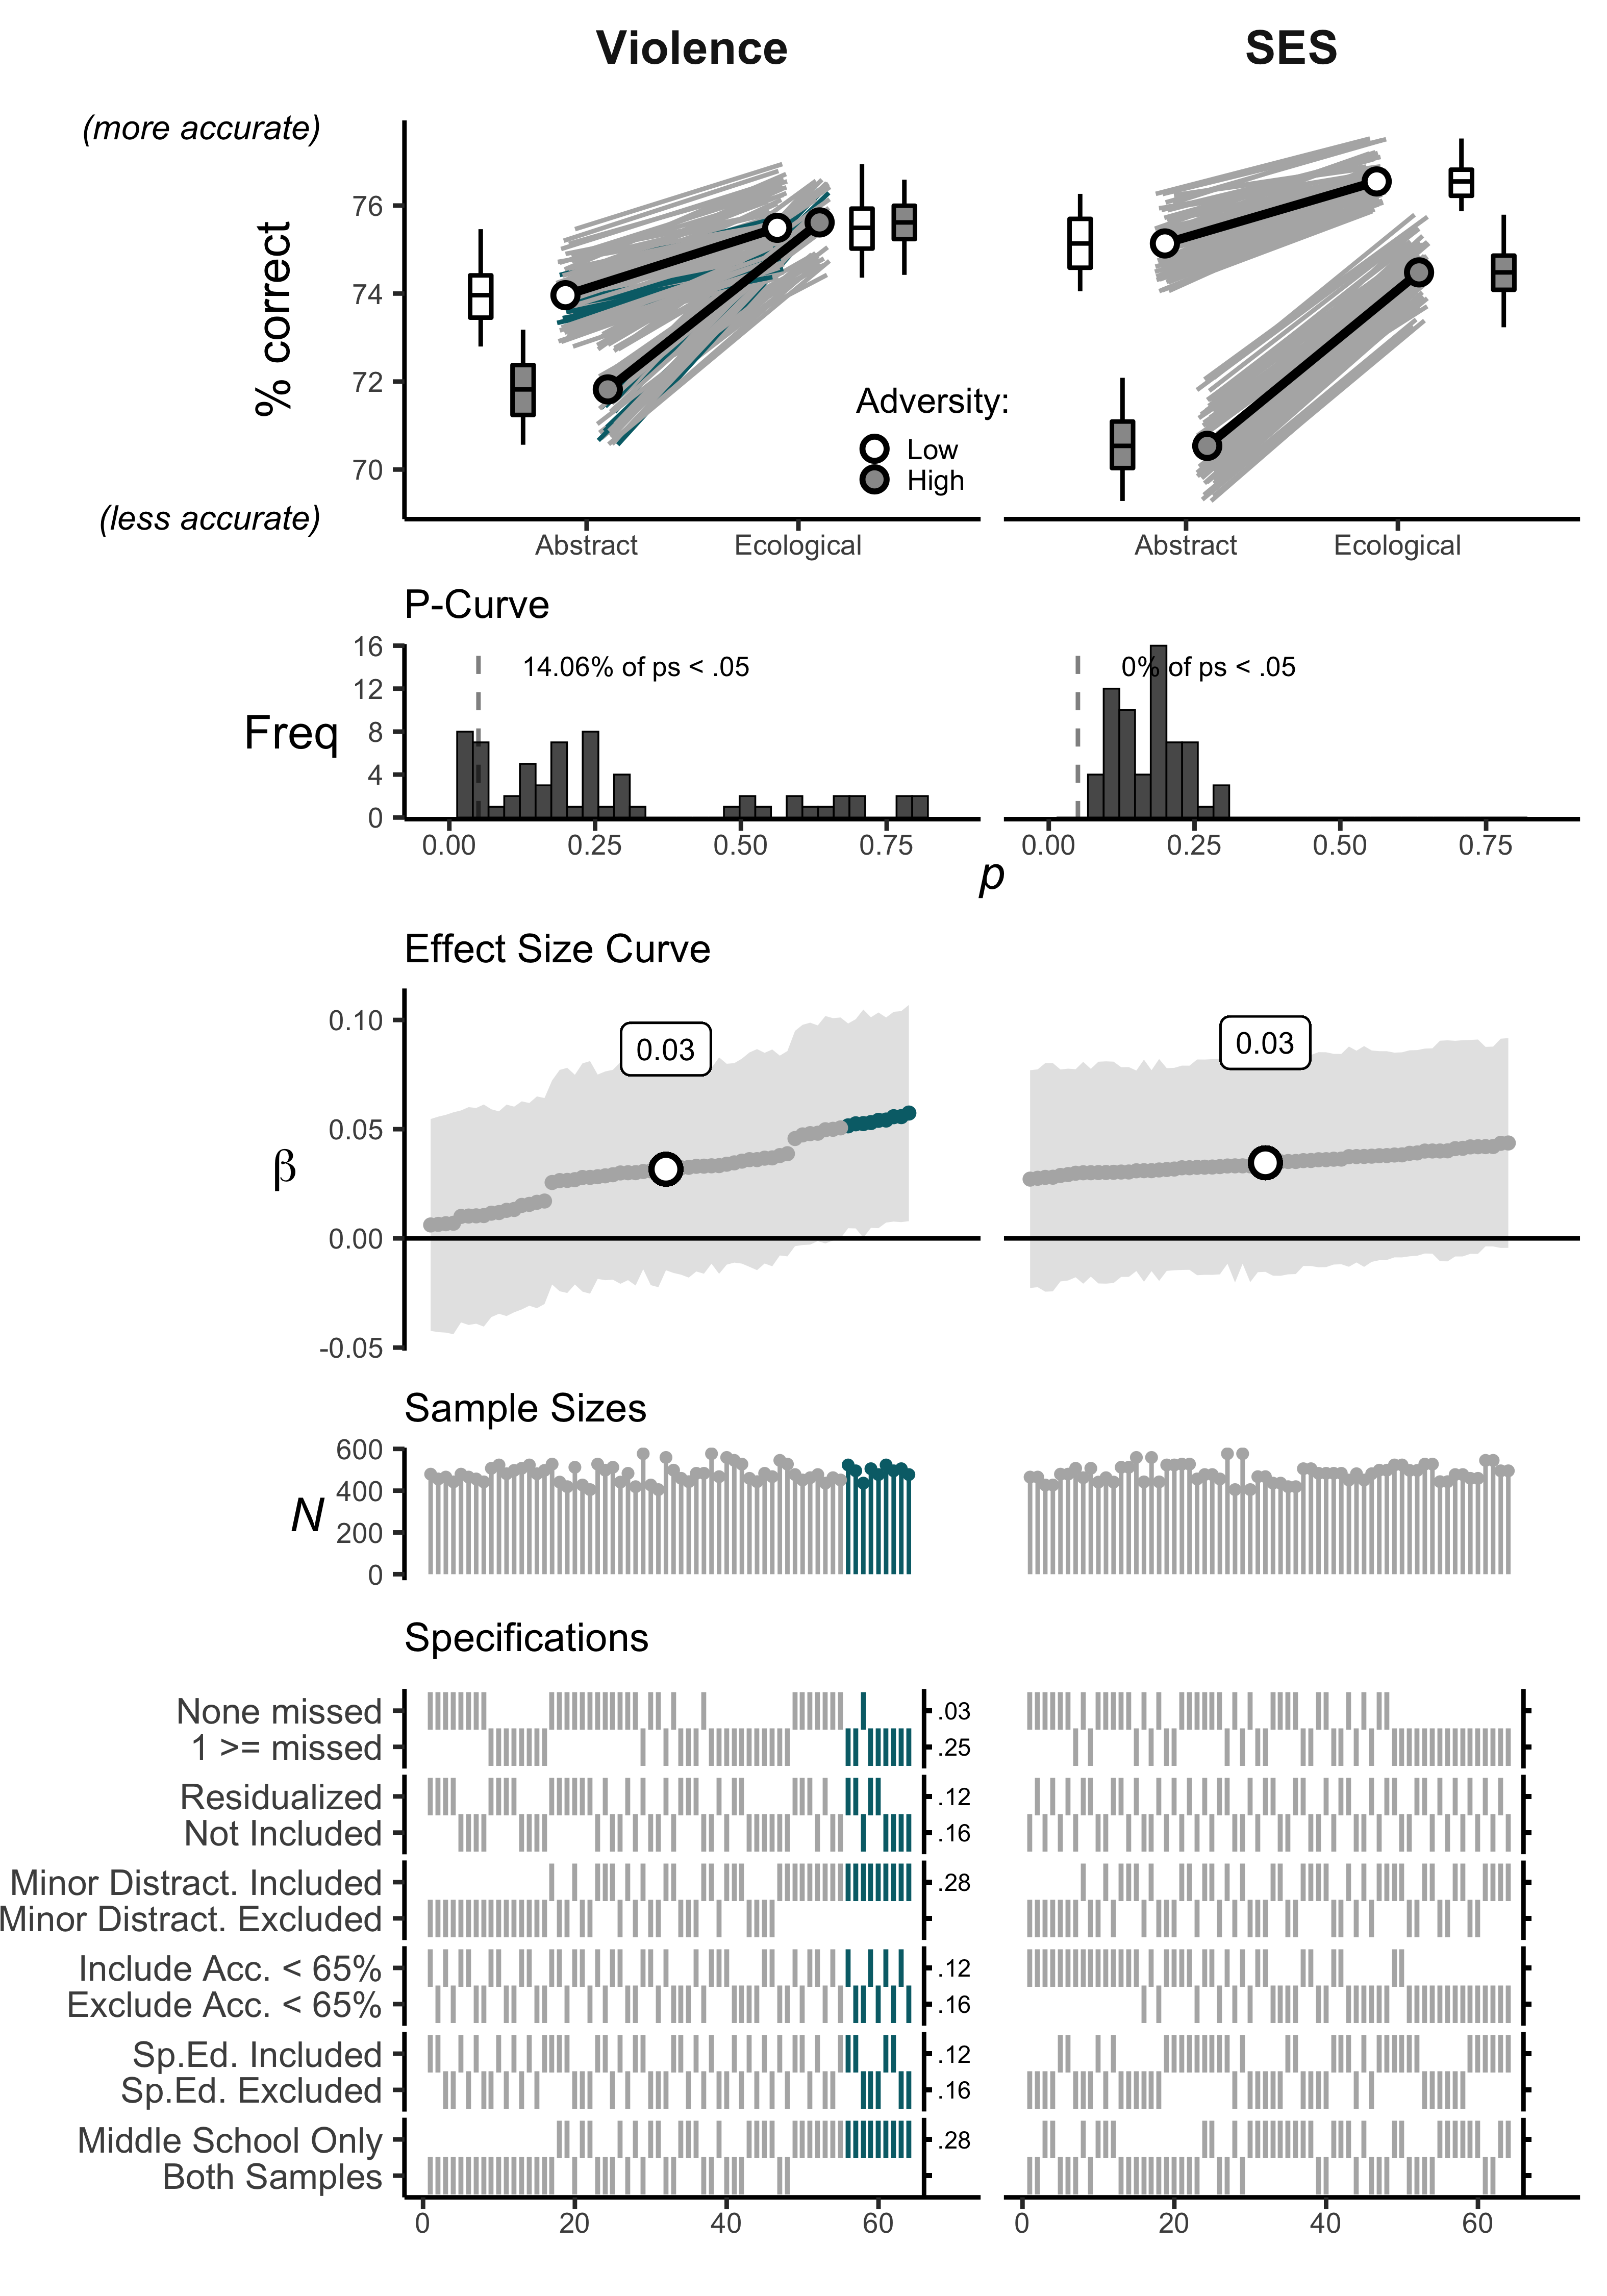 Violence SES
(more accurate)
76
74
72
70
% correct
(less accurate)
Adversity:
Low
High
Abstract Ecological Abstract Ecological
P-Curve
16
12
8
4
0
Freq
14.06% of ps < .05 0% of ps < .05
0.00 0.25 0.50 0.75 0.00 0.25 0.50 0.75
p
Effect Size Curve
0.10
0.05
0.00
-0.05
β
0.03 0.03
Sample Sizes
600
400
200
0
N
Specifications
None missed .03
1 >= missed .25
Residualized .12
Not Included .16
Minor Distract. Included .28
Minor Distract. Excluded
Include Acc. < 65% .12
Exclude Acc. < 65% .16
Sp.Ed. Included .12
Sp.Ed. Excluded .16
Middle School Only .28
Both Samples
0 20 40 60 0 20 40 60